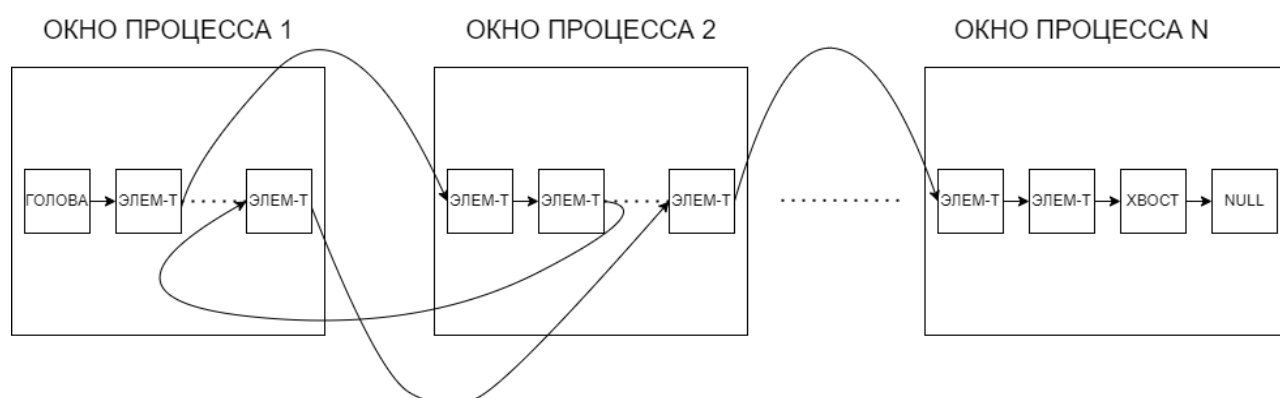 ОКНО ПРОЦЕССА 1
ОКНО ПРОЦЕССА 2
ОКНО ПРОЦЕССА N
ГОЛОВА
ЭЛЕМ-Т
ЭЛЕМ-Т
ЭЛЕМ-Т
ЭЛЕМ-Т
ЭЛЕМ-Т
ЭЛЕМ-Т
ЭЛЕМ-Т
ХВОСТ
NULL